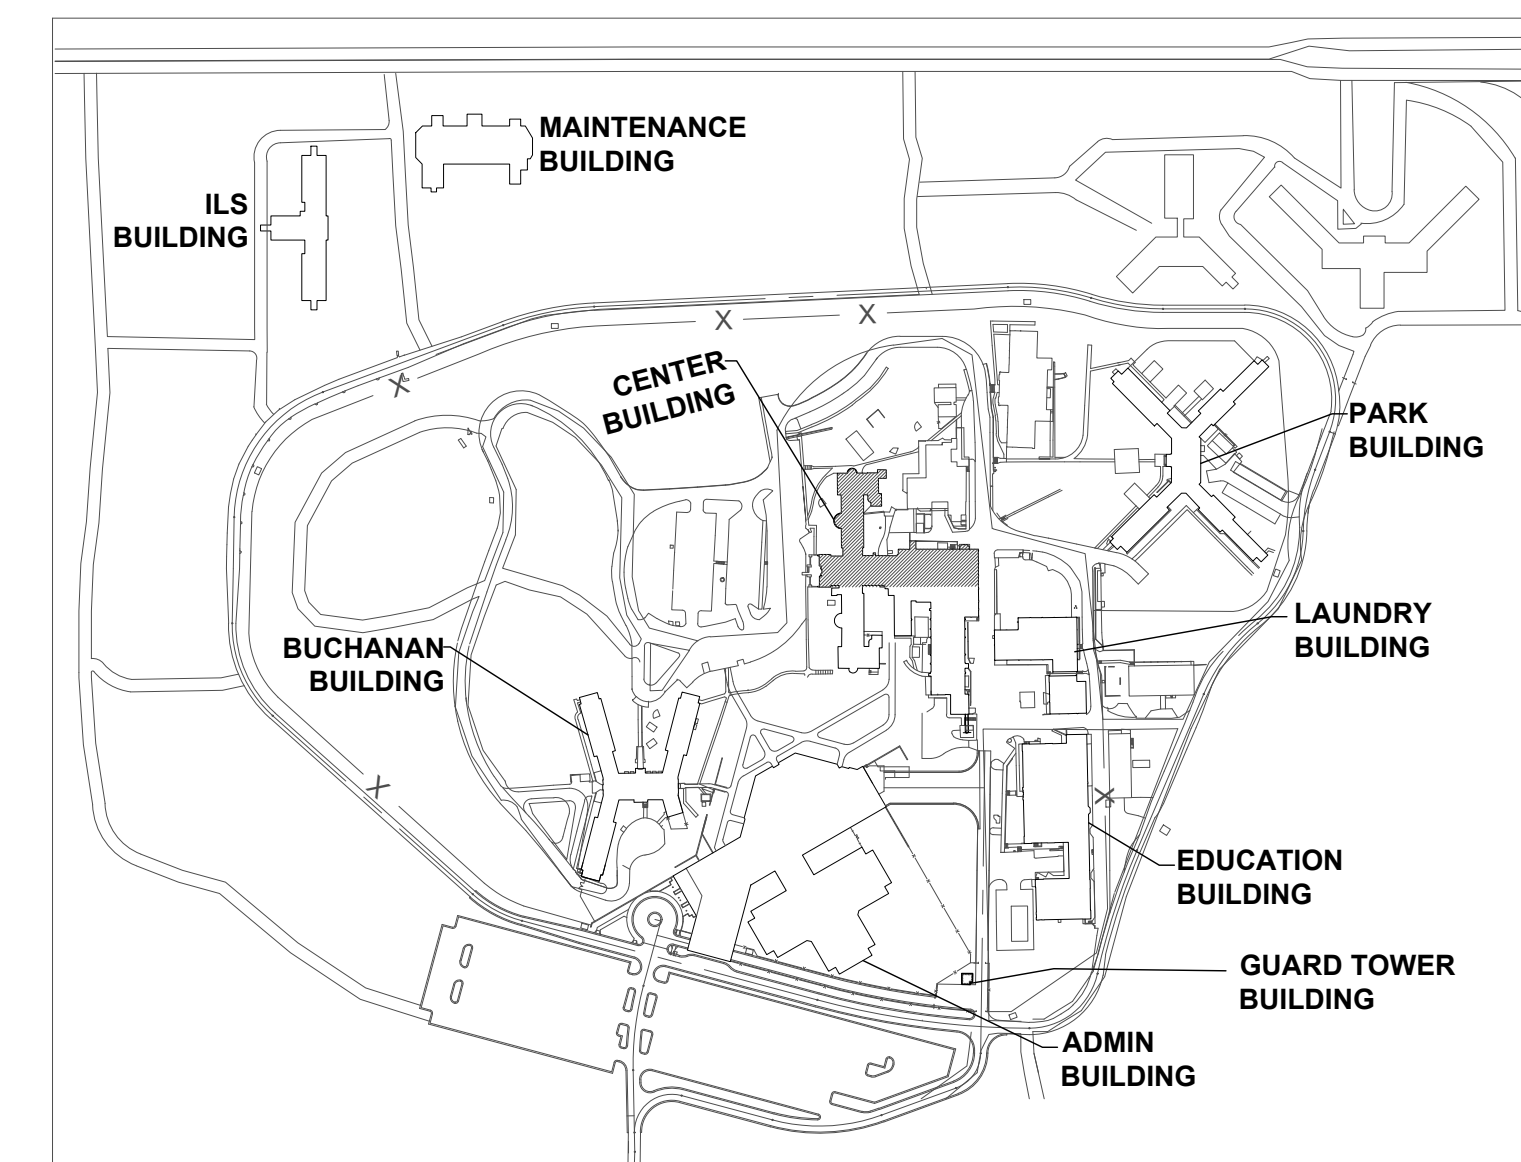 MAINTENANCE
BUILDING
ILS
BUILDING
X
X
X
CENTER
BUILDING
PARK
BUILDING
LAUNDRY
BUILDING
BUCHANAN
BUILDING
X
X
EDUCATION
BUILDING
GUARD TOWER
BUILDING
ADMIN
BUILDING